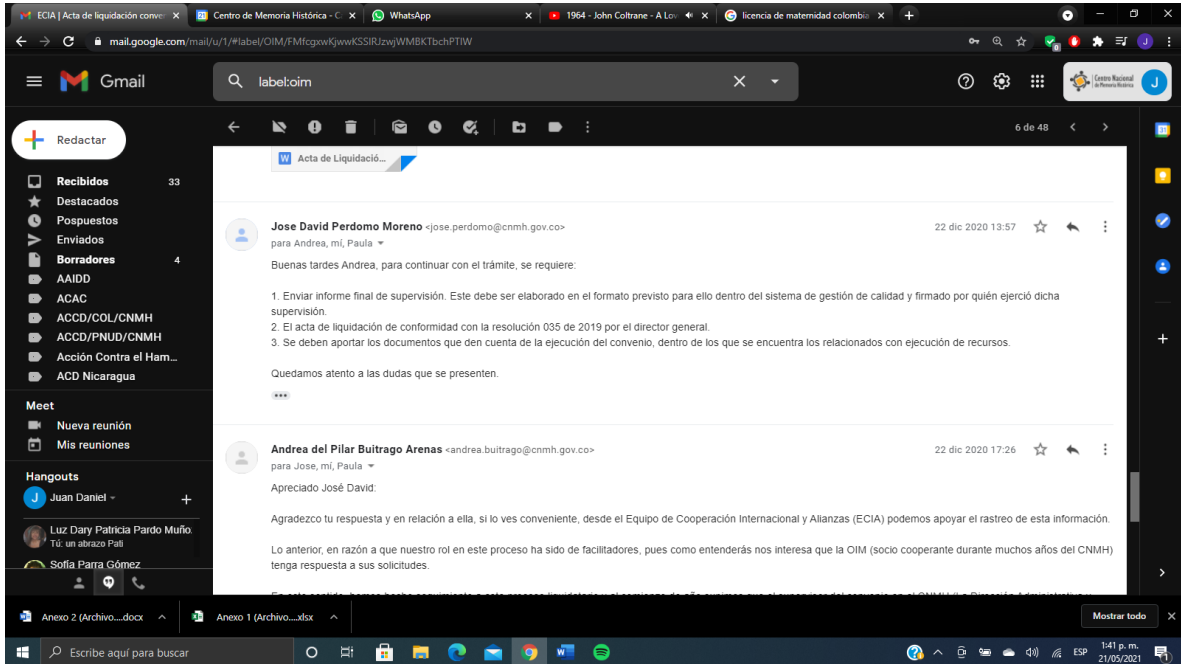 ECIA | Acta de liquidación conver
Centro de Memoria Histórica - C
WhatsApp
1964 - John Coltrane - A Lov
licencia de maternidad colombia
mail.google.com/mail/u/1/#label/OIM/FMfcgxwKjwwKSSlRJzwjWMBKTbchPTlW
Gmail
label:oim
Centro Nacional
de Memoria Histórica
J
Redactar
6 de 48
Recibidos 33
Destacados
Pospuestos
Enviados
Borradores 4
AAIDD
ACAC
ACCD/COL/CNMH
ACCD/PNUD/CNMH
Acción Contra el Ham...
ACD Nicaragua
Meet
Nueva reunión
Mis reuniones
Hangouts
J Juan Daniel
Luz Dary Patricia Pardo Muño:
Tú: un abrazo Pati
Sofía Parra Gómez
W Acta de Liquidació...
Jose David Perdomo Moreno <jose.perdomo@cnmh.gov.co> 22 dic 2020 13:57
para Andrea, mí, Paula
Buenas tardes Andrea, para continuar con el trámite, se requiere:
1. Enviar informe final de supervisión. Este debe ser elaborado en el formato previsto para ello dentro del sistema de gestión de calidad y firmado por quién ejerció dicha
supervisión.
2. El acta de liquidación de conformidad con la resolución 035 de 2019 por el director general.
3. Se deben aportar los documentos que den cuenta de la ejecución del convenio, dentro de los que se encuentra los relacionados con ejecución de recursos.
Quedamos atento a las dudas que se presenten.
Andrea del Pilar Buitrago Arenas <andrea.buitrago@cnmh.gov.co> 22 dic 2020 17:26
para Jose, mí, Paula
Apreciado José David:
Agradezco tu respuesta y en relación a ella, si lo ves conveniente, desde el Equipo de Cooperación Internacional y Alianzas (ECIA) podemos apoyar el rastreo de esta información.
Lo anterior, en razón a que nuestro rol en este proceso ha sido de facilitadores, pues como entenderás nos interesa que la OIM (socio cooperante durante muchos años del CNMH)
tenga respuesta a sus solicitudes.
Anexo 2 (Archivo....docx
Anexo 1 (Archivo....xlsx
Mostrar todo
Escribe aquí para buscar
ESP
1:41 p. m.
21/05/2021